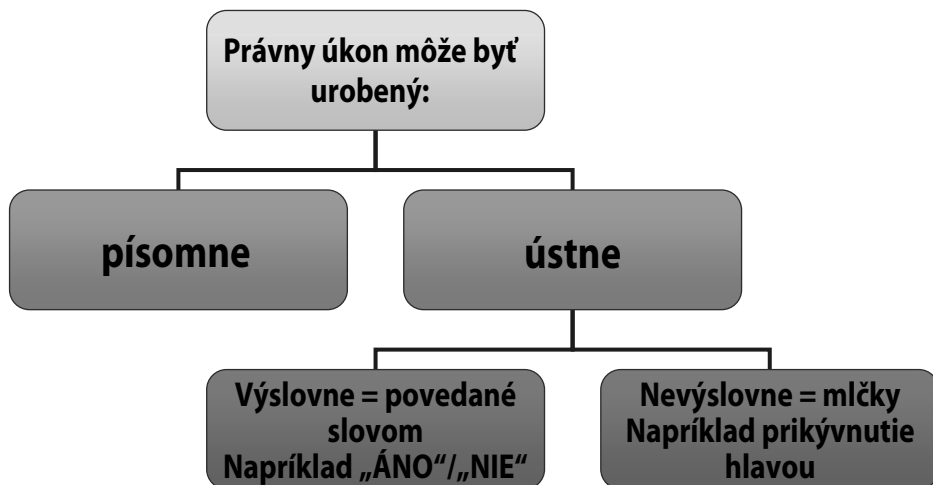 Právny úkon môže byť
urobený:
písomne
ústne
Výslovne = povedané
slovom
Napríklad „ÁNO“/„NIE“
Nevýslovne = mlčky
Napríklad prikývnutie
hlavou